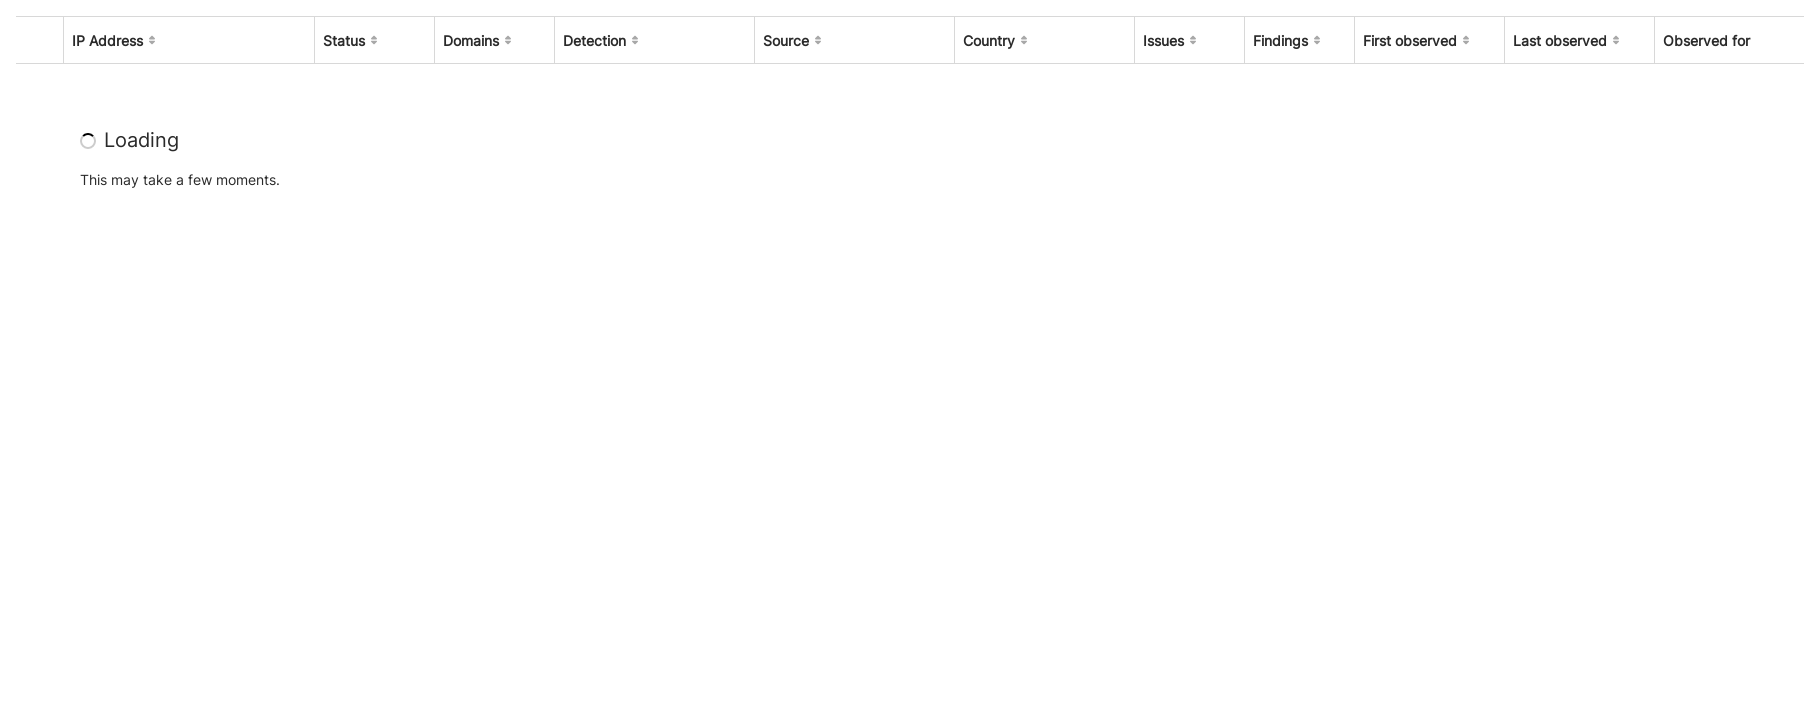 IP Address Status Domains Detection Source Country Issues Findings First observed Last observed Observed for
Loading
This may take a few moments.